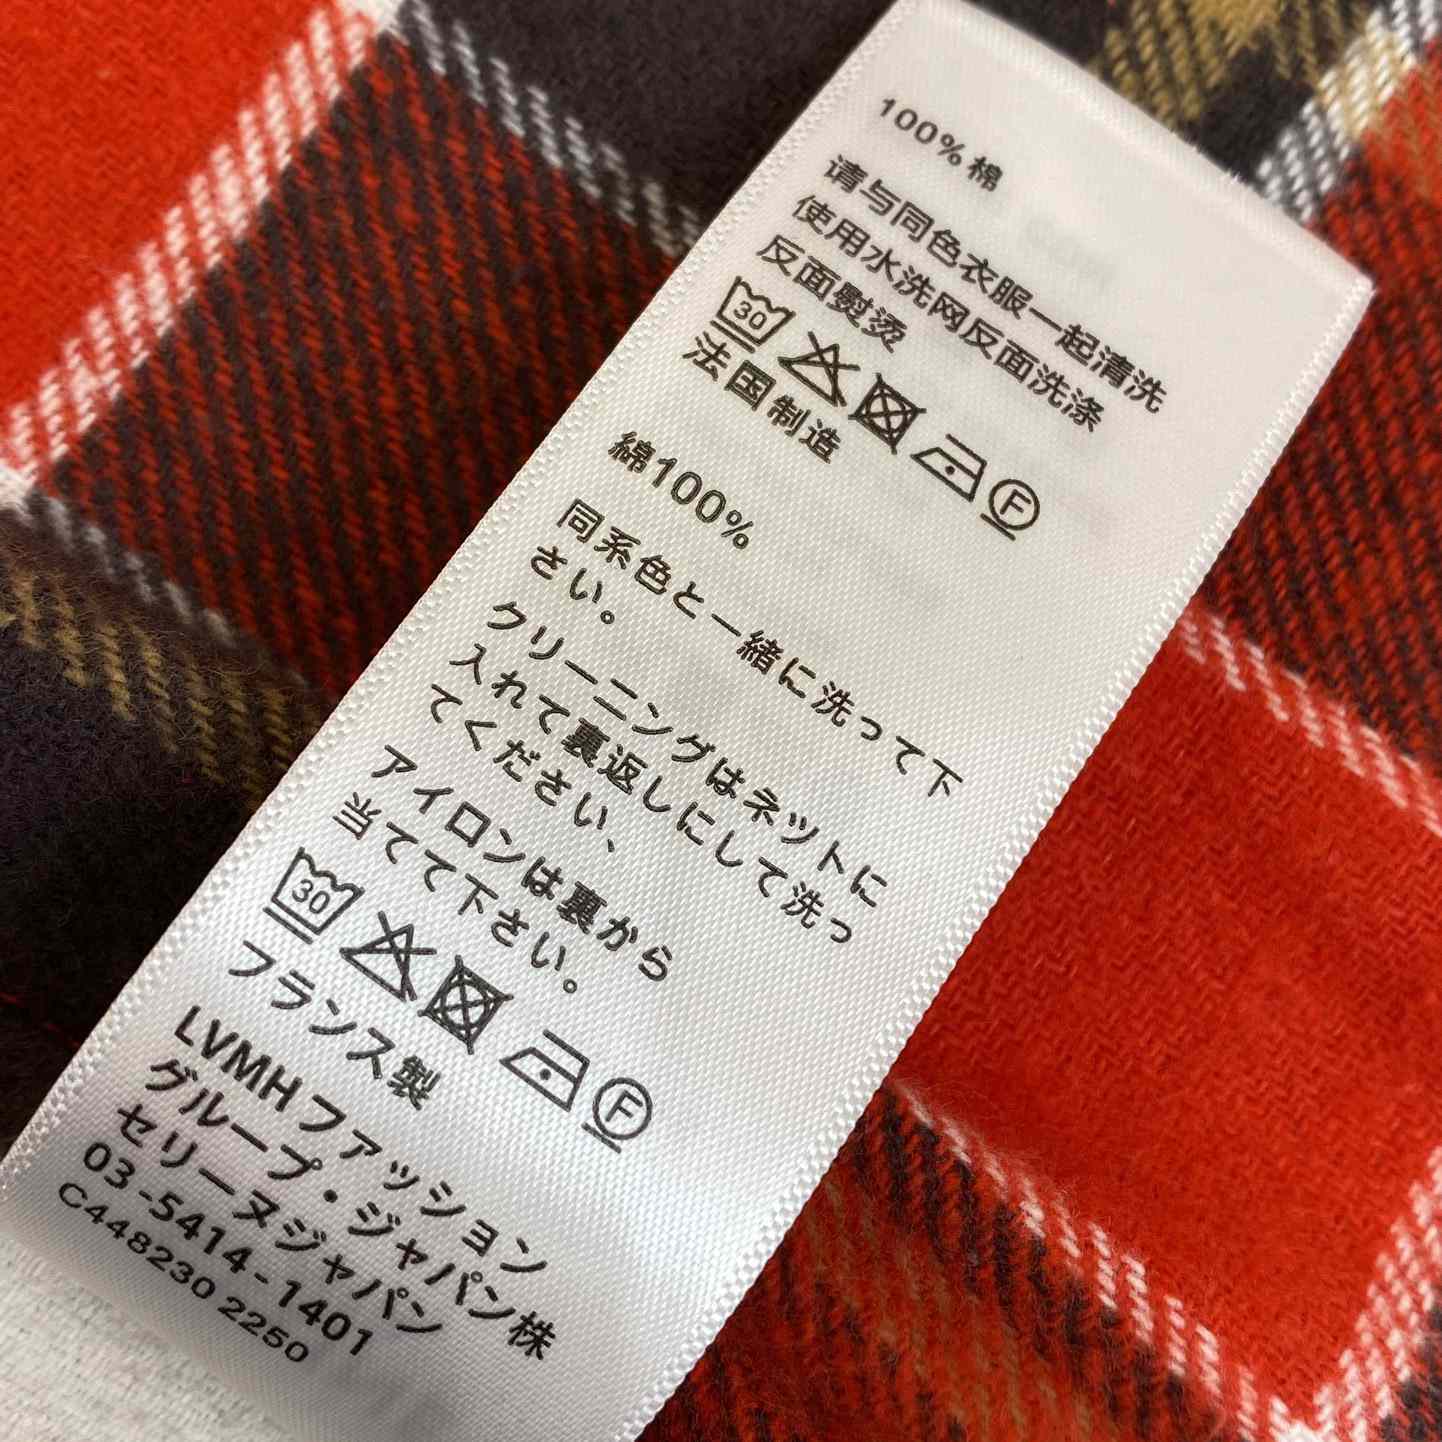 100% 棉
请与同色衣服一起清洗
使用水洗网反面洗涤
反面熨烫
30
F
法国制造
綿100%
同系色と一緒に洗って下
さい。
クリーニングはネットに
入れて裏返しにして洗っ
てください、
アイロンは裏から
当てて下さい。
30
F
フランス製
LVMHファッション
グループ・ジャパン株
セリーヌジャパン
03-5414-1401
C448230 2250